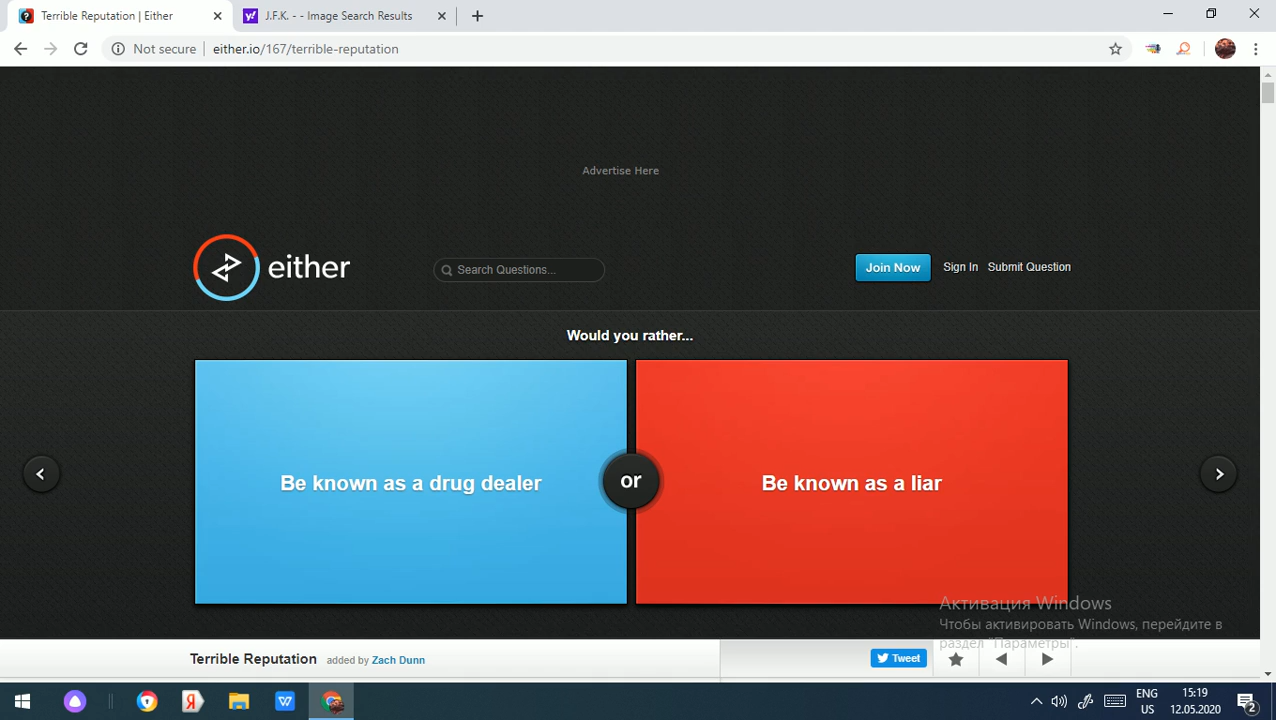 Terrible Reputation | Either
J.F.K. - - Image Search Results
Not secure
either.io/167/terrible-reputation
Advertise Here
either
Search Questions...
Join Now
Sign In
Submit Question
Would you rather...
Be known as a drug dealer
or
Be known as a liar
Активация Windows
Чтобы активировать Windows, перейдите в
раздел "Параметры".
Terrible Reputation added by Zach Dunn
Tweet
ENG
US
15:19
12.05.2020
2